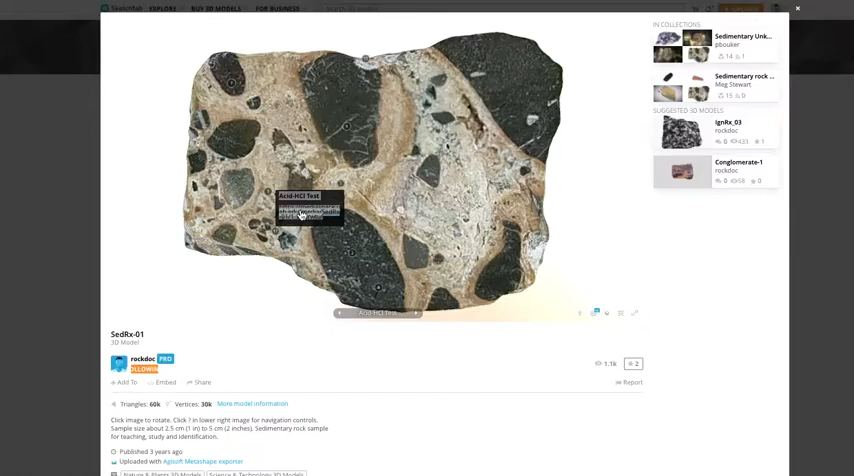 Sketchfab EXPLORE BUY 3D MODELS FOR BUSINESS
IN COLLECTIONS
Sedimentary Unk...
pbouker
14 1
Sedimentary rock ...
Meg Stewart
15 0
SUGGESTED 3D MODELS
IgnRx_03
rockdoc
0 433 1
Conglomerate-1
rockdoc
0 58 0
Acid-HCl Test
Acid-HCl Test
SedRx-01
3D Model
rockdoc PRO
OLLOWIN
1.1k 2
Add To Embed Share
Report
Triangles: 60k Vertices: 30k More model information
Click image to rotate. Click ? in lower right image for navigation controls.
Sample size about 2.5 cm (1 in) to 5 cm (2 inches). Sedimentary rock sample
for teaching, study and identification.
Published 3 years ago
Uploaded with Agisoft Metashape exporter
Nature & Plants 3D Models Science & Technology 3D Models